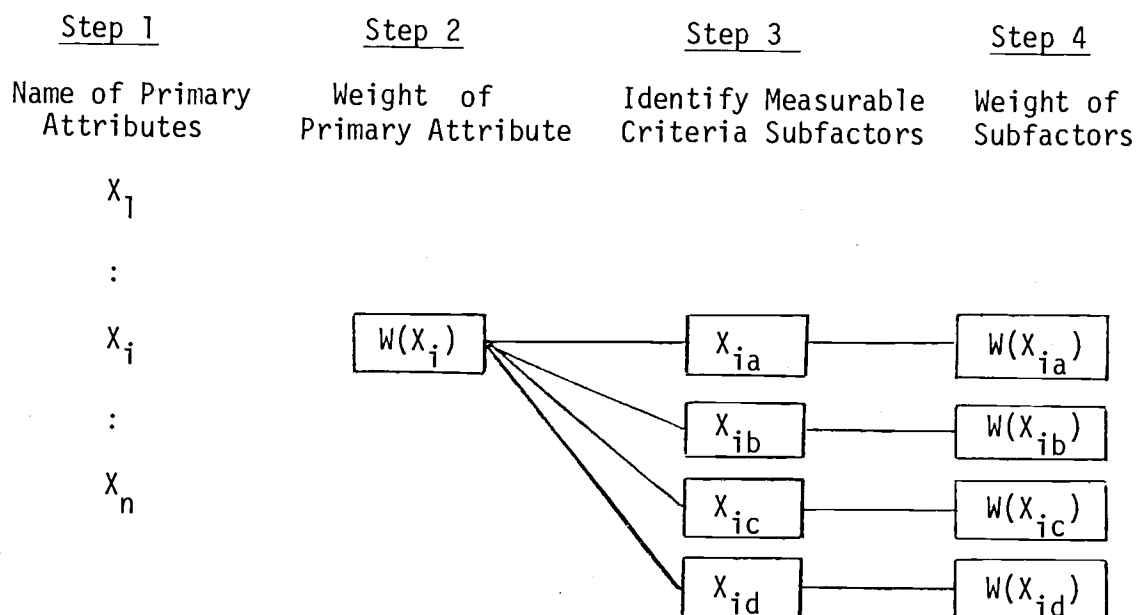 Step 1 Step 2 Step 3 Step 4
Name of Primary Weight of Identify Measurable Weight of
Attributes Primary Attribute Criteria Subfactors Subfactors
X1
:
Xi W(Xi) Xia W(Xia)
: Xib W(Xib)
Xn Xic W(Xic)
Xid W(Xid)